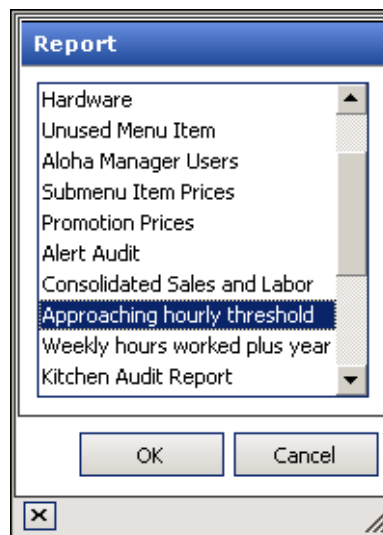 Report
Hardware
Unused Menu Item
Aloha Manager Users
Submenu Item Prices
Promotion Prices
Alert Audit
Consolidated Sales and Labor
Approaching hourly threshold
Weekly hours worked plus year
Kitchen Audit Report
OK Cancel